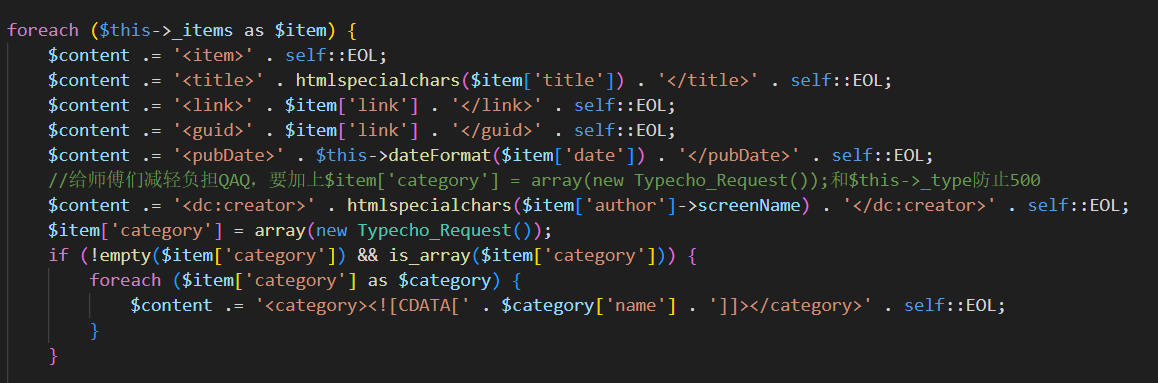 foreach ($this->_items as $item) {
    $content .= '<item>' . self::EOL;
    $content .= '<title>' . htmlspecialchars($item['title']) . '</title>' . self::EOL;
    $content .= '<link>' . $item['link'] . '</link>' . self::EOL;
    $content .= '<guid>' . $item['link'] . '</guid>' . self::EOL;
    $content .= '<pubDate>' . $this->dateFormat($item['date']) . '</pubDate>' . self::EOL;
    //给师傅们减轻负担QAQ，要加上$item['category'] = array(new Typecho_Request());和$this->_type防止500
    $content .= '<dc:creator>' . htmlspecialchars($item['author']->screenName) . '</dc:creator>' . self::EOL;
    $item['category'] = array(new Typecho_Request());
    if (!empty($item['category']) && is_array($item['category'])) {
        foreach ($item['category'] as $category) {
            $content .= '<category><![CDATA[' . $category['name'] . ']]></category>' . self::EOL;
        }
    }